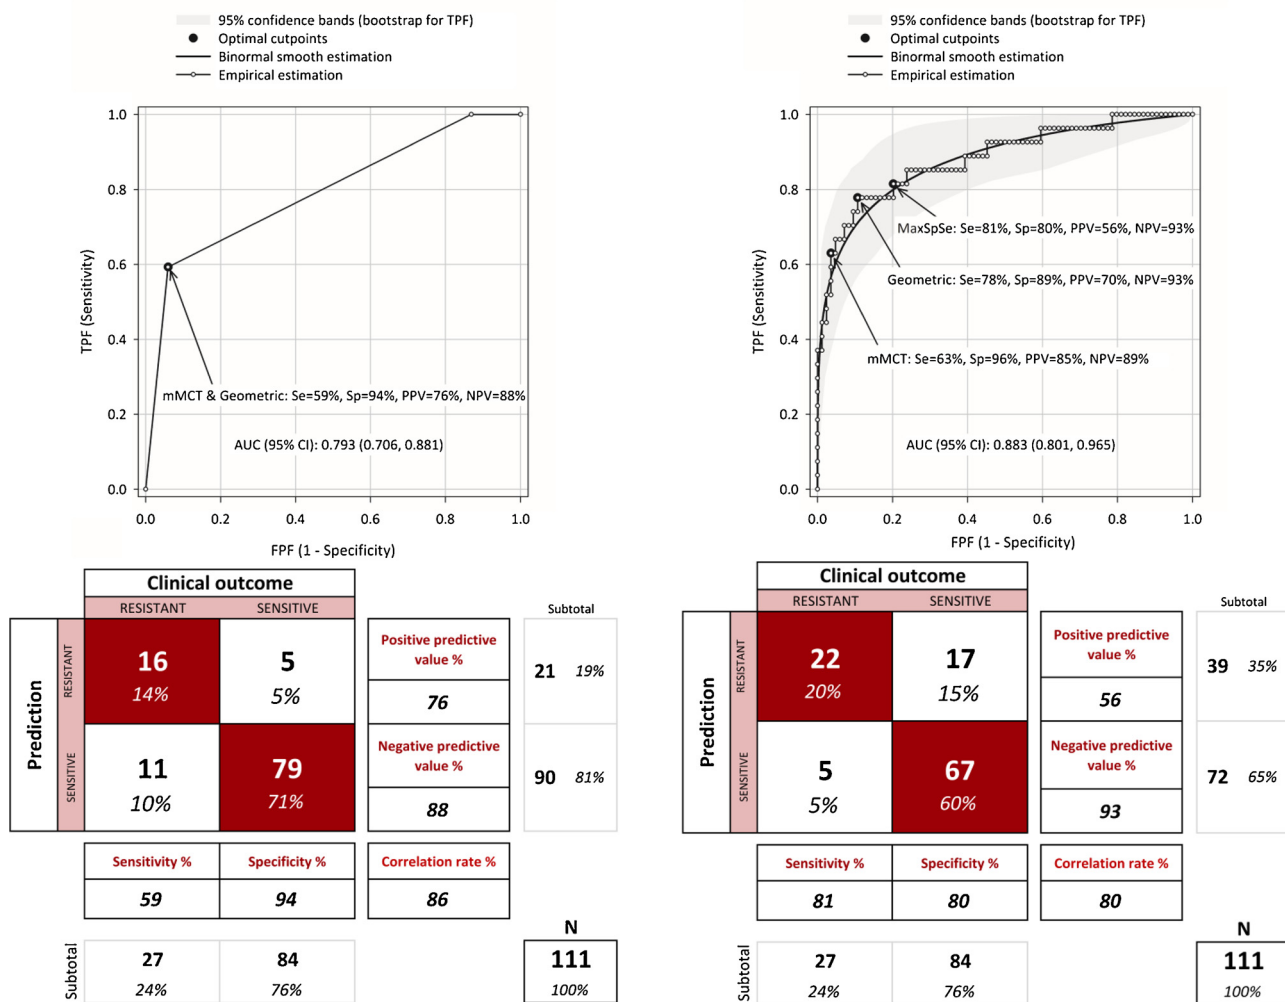 95% confidence bands (bootstrap for TPF)
Optimal cutpoints
Binormal smooth estimation
Empirical estimation
1.0
0.8
0.6
0.4
0.2
0.0
TPF (Sensitivity)
mMCT & Geometric: Se=59%, Sp=94%, PPV=76%, NPV=88%
AUC (95% CI): 0.793 (0.706, 0.881)
0.0 0.2 0.4 0.6 0.8 1.0
FPF (1 - Specificity)
Clinical outcome
RESISTANT SENSITIVE
Subtotal
Prediction
RESISTANT
16 5
14% 5%
Positive predictive
value %
76
21 19%
SENSITIVE
11 79
10% 71%
Negative predictive
value %
88
90 81%
Sensitivity % Specificity % Correlation rate %
59 94 86
N
Subtotal
27 84 111
24% 76% 100%
95% confidence bands (bootstrap for TPF)
Optimal cutpoints
Binormal smooth estimation
Empirical estimation
1.0
0.8
0.6
0.4
0.2
0.0
TPF (Sensitivity)
MaxSpSe: Se=81%, Sp=80%, PPV=56%, NPV=93%
Geometric: Se=78%, Sp=89%, PPV=70%, NPV=93%
mMCT: Se=63%, Sp=96%, PPV=85%, NPV=89%
AUC (95% CI): 0.883 (0.801, 0.965)
0.0 0.2 0.4 0.6 0.8 1.0
FPF (1 - Specificity)
Clinical outcome
RESISTANT SENSITIVE
Subtotal
Prediction
RESISTANT
22 17
20% 15%
Positive predictive
value %
56
39 35%
SENSITIVE
5 67
5% 60%
Negative predictive
value %
93
72 65%
Sensitivity % Specificity % Correlation rate %
81 80 80
N
Subtotal
27 84 111
24% 76% 100%